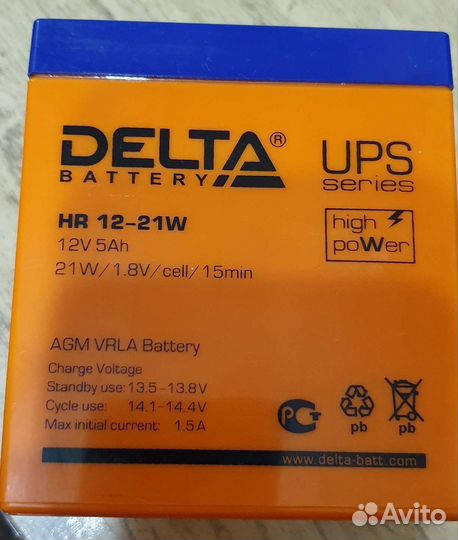 DELTA®
BATTERY
UPS
series
HR 12-21W
12V 5Ah
21W/1.8V/cell/15min
high
poWer
AGM VRLA Battery
Charge Voltage
Standby use: 13.5-13.8V
Cycle use: 14.1-14.4V
Max initial current: 1.5A
РСТ
pb
pb
www.delta-batt.com
Avito